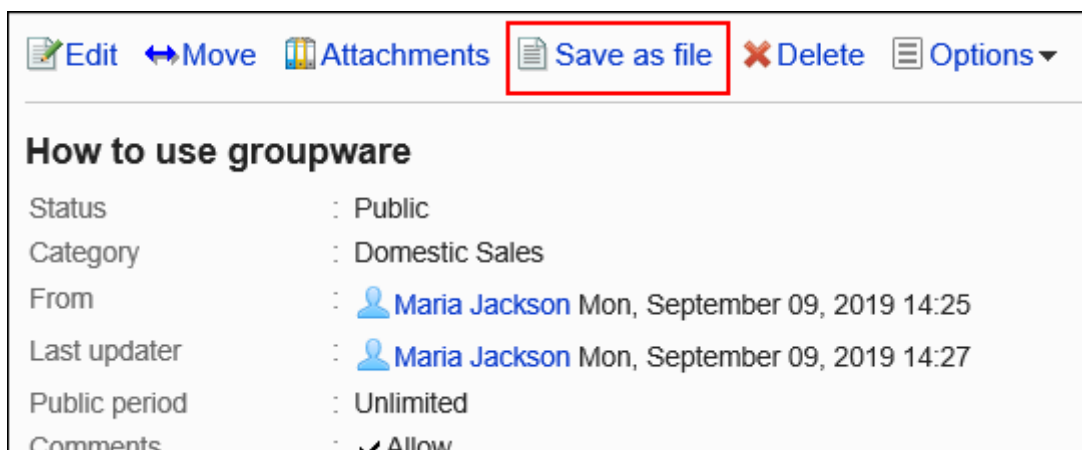 Edit Move Attachments Save as file Delete Options
How to use groupware
Status : Public
Category : Domestic Sales
From : Maria Jackson Mon, September 09, 2019 14:25
Last updater : Maria Jackson Mon, September 09, 2019 14:27
Public period : Unlimited
Comments : ✔Allow